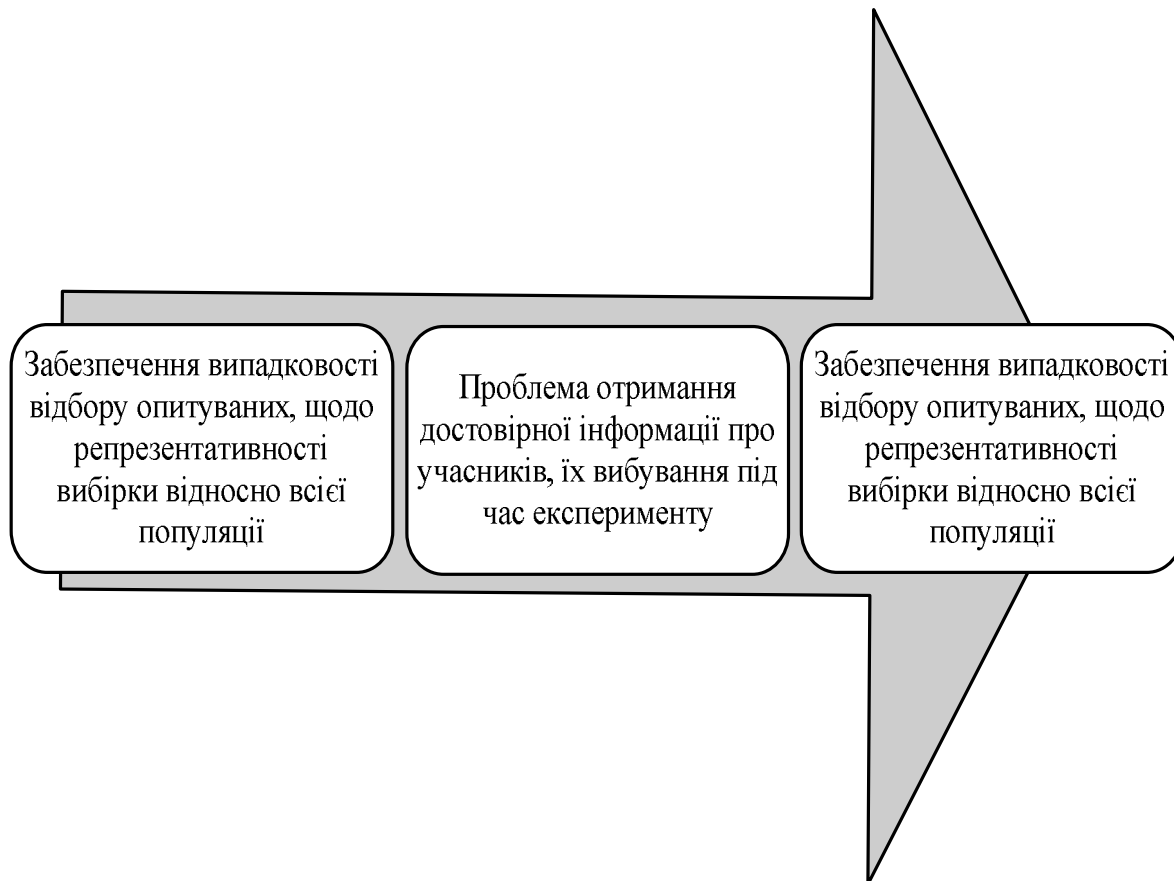 Забезпечення випадковості
відбору опитуваних, щодо
репрезентативності
вибірки відносно всієї
популяції
Проблема отримання
достовірної інформації про
учасників, їх вибування під
час експерименту
Забезпечення випадковості
відбору опитуваних, щодо
репрезентативності
вибірки відносно всієї
популяції